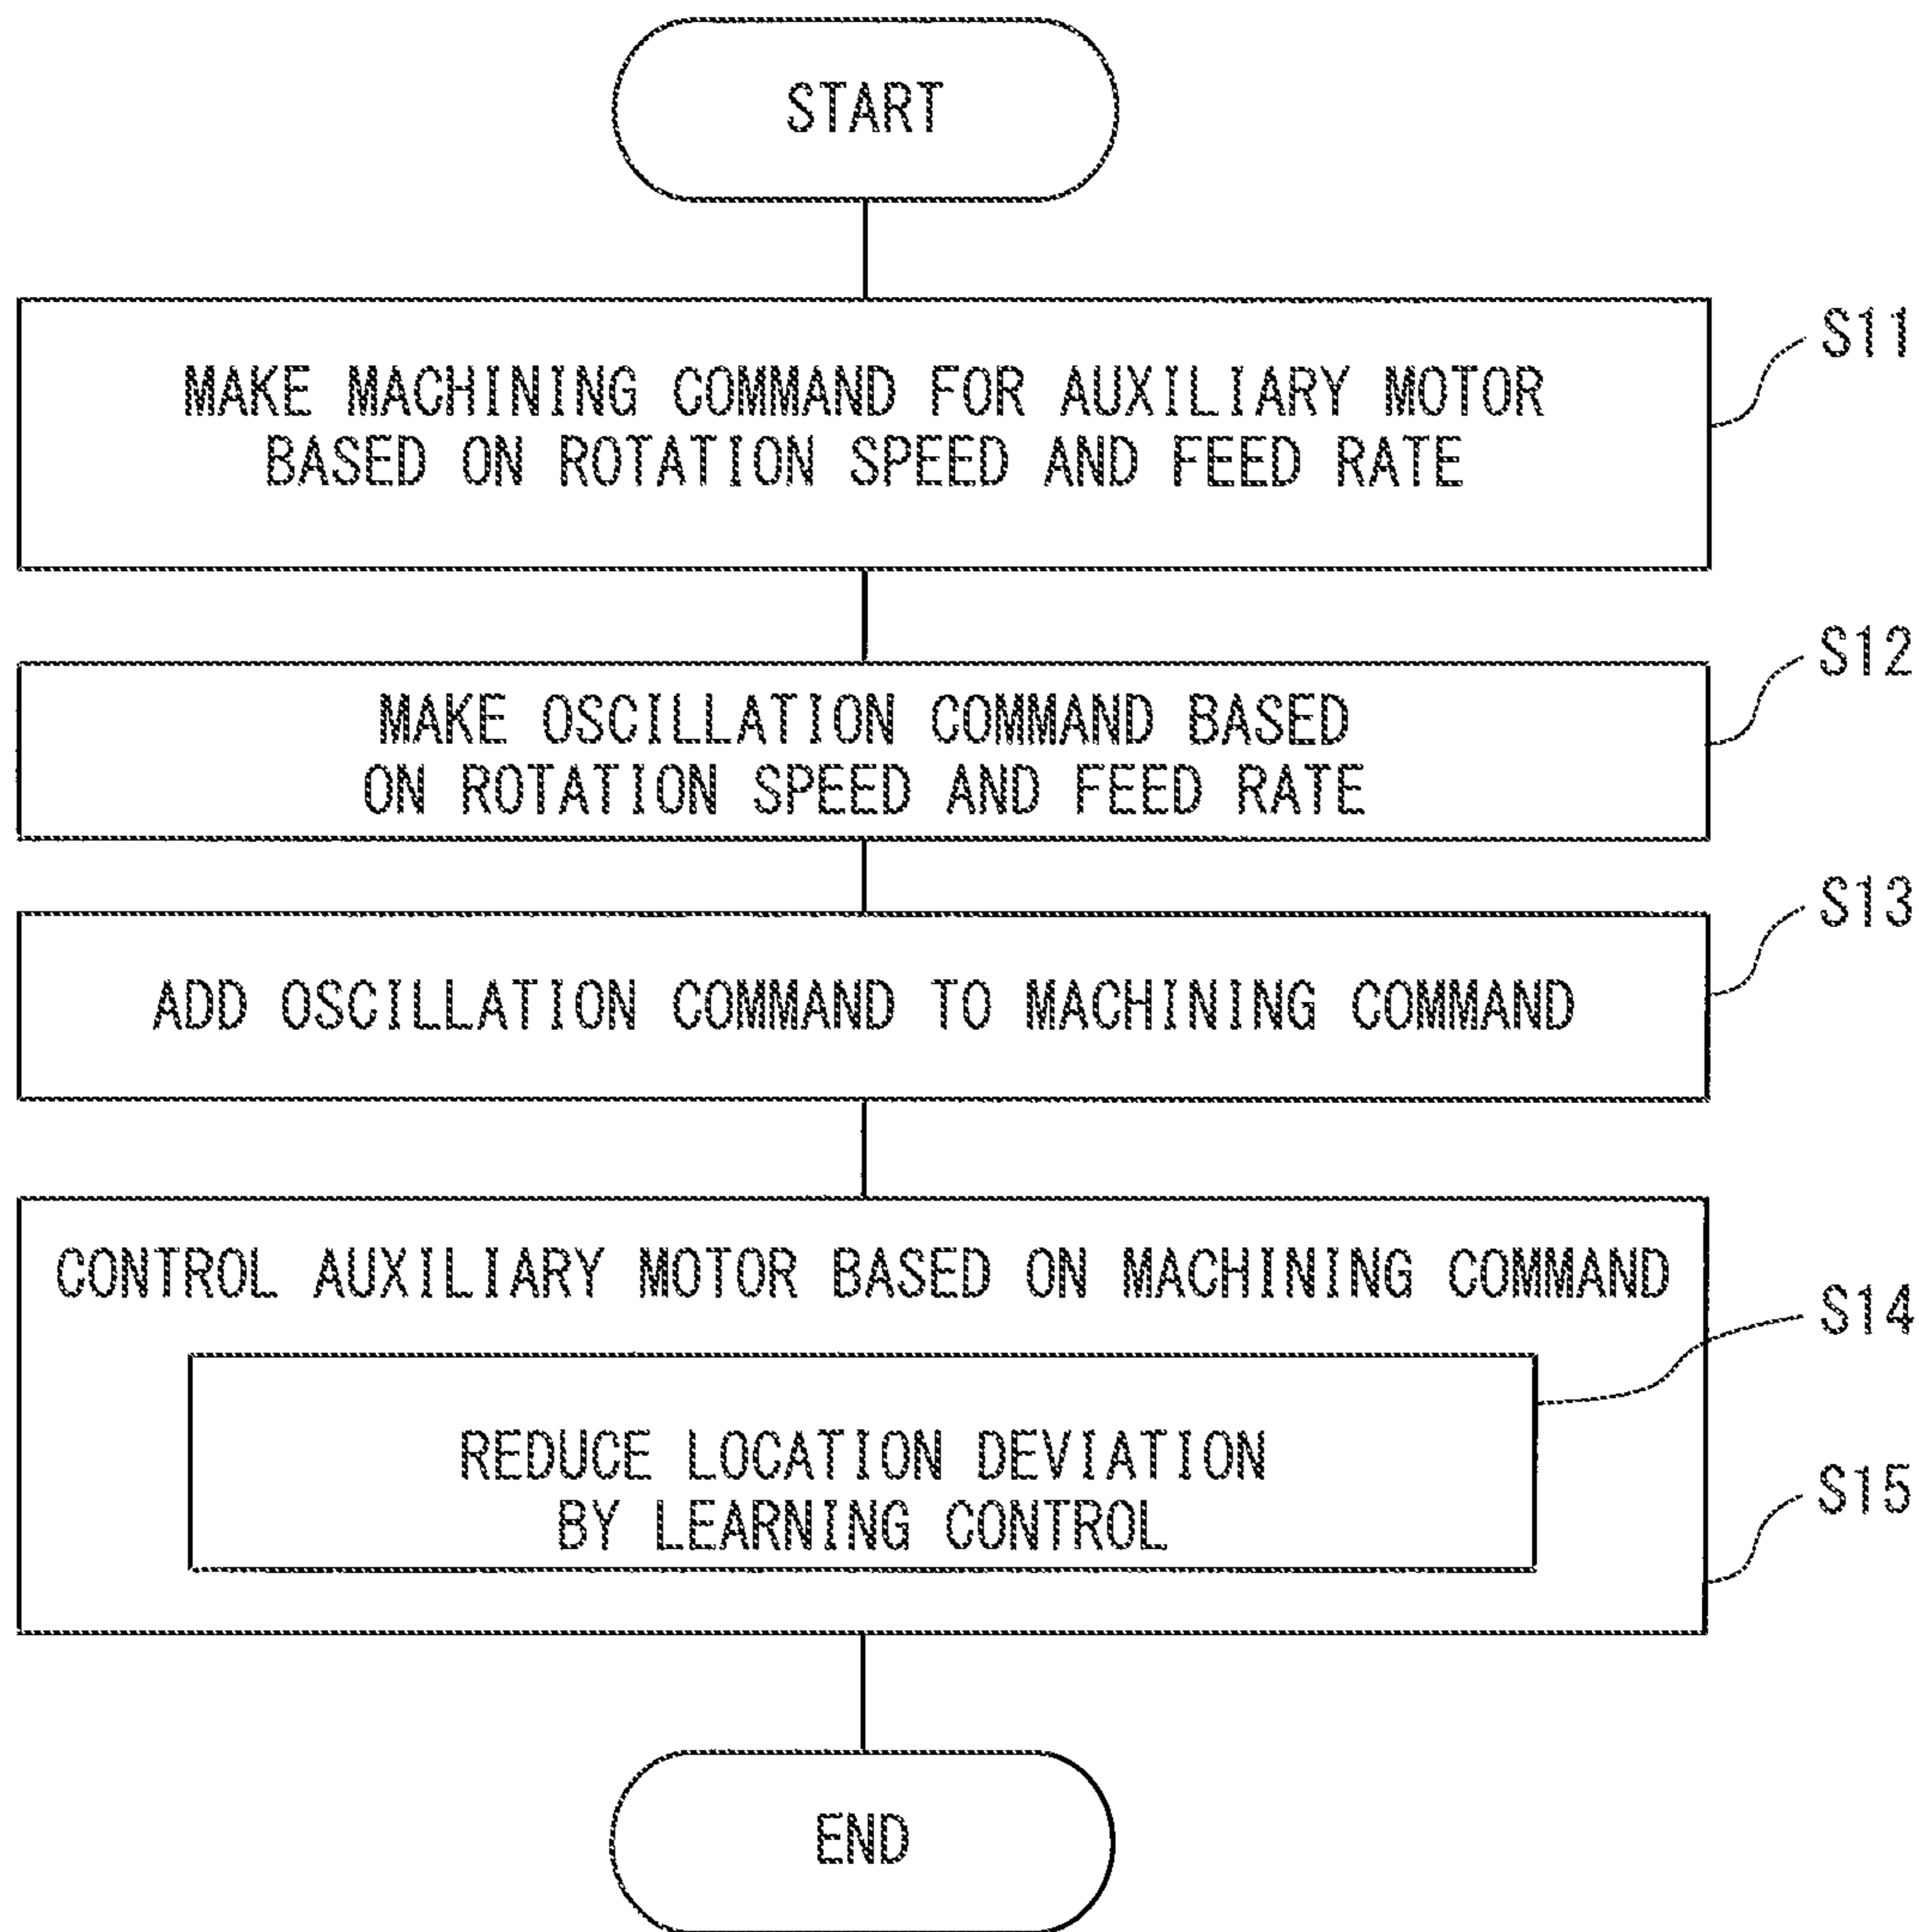 START
MAKE MACHINING COMMAND FOR AUXILIARY MOTOR
BASED ON ROTATION SPEED AND FEED RATE
S11
MAKE OSCILLATION COMMAND BASED
ON ROTATION SPEED AND FEED RATE
S12
ADD OSCILLATION COMMAND TO MACHINING COMMAND
S13
CONTROL AUXILIARY MOTOR BASED ON MACHINING COMMAND
S14
REDUCE LOCATION DEVIATION
BY LEARNING CONTROL
S15
END